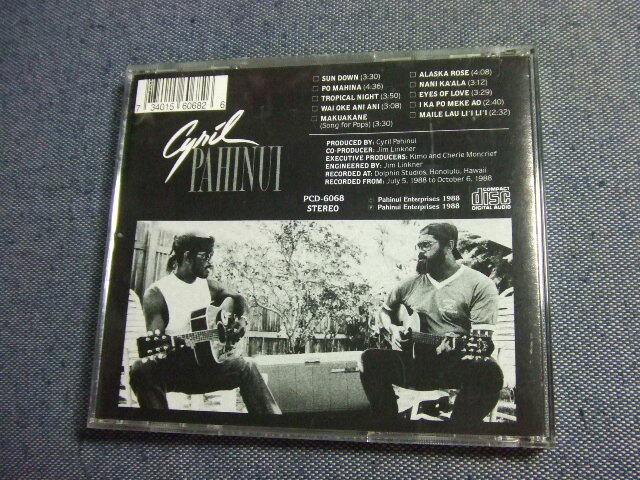 7 34015 60682 6
Cyril
PAHINUI
□ SUN DOWN (3:30)
□ PO MAHINA (4:36)
□ TROPICAL NIGHT (3:50)
□ WAI OKE ANI ANI (3:08)
□ MAKUAKANE
(Song for Pops) (3:30)
□ ALASKA ROSE (4:08)
□ NANI KA'ALA (3:12)
□ EYES OF LOVE (3:29)
□ I KA PO MEKE AO (2:40)
□ MAILE LAU LI'I LI'I (2:32)
PRODUCED BY: Cyril Pahinui
CO-PRODUCER: Jim Linkner
EXECUTIVE PRODUCERS: Kimo and Cherie Moncrief
ENGINEERED BY: Jim Linkner
RECORDED AT: Dolphin Studios, Honolulu, Hawaii
RECORDED FROM: July 5, 1988 to October 6, 1988
PCD-6068
STEREO
© Pahinui Enterprises 1988
℗ Pahinui Enterprises 1988
COMPACT
disc
DIGITAL AUDIO